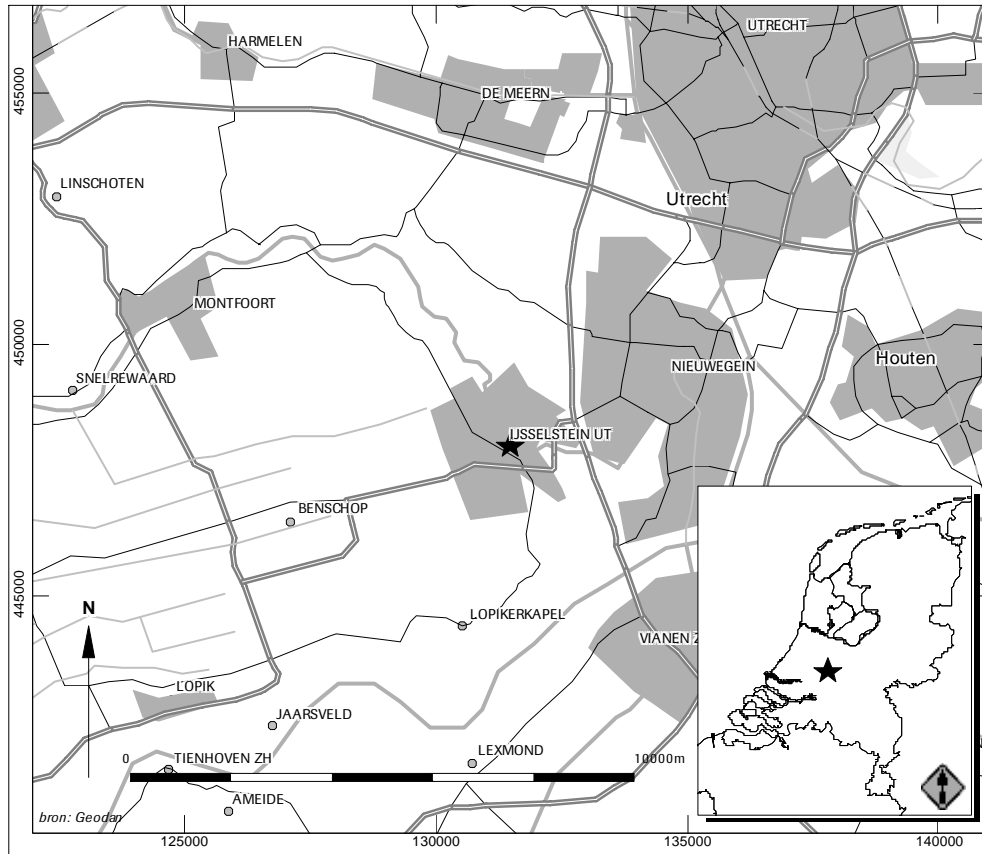 UTRECHT
HARMELEN
DE MEERN
455000
LINSCHOTEN
Utrecht
MONTFOORT
450000
NIEUWEGEIN
Houten
SNELREWAARD
IJSSELSTEIN UT
BENSCHOP
445000
N
LOPIKERKAPEL
VIANEN Z
LOPIK
JAARSVELD
LEXMOND
TIENHOVEN ZH
0
10000m
AMEIDE
bron: Geodan
125000
130000
135000
140000